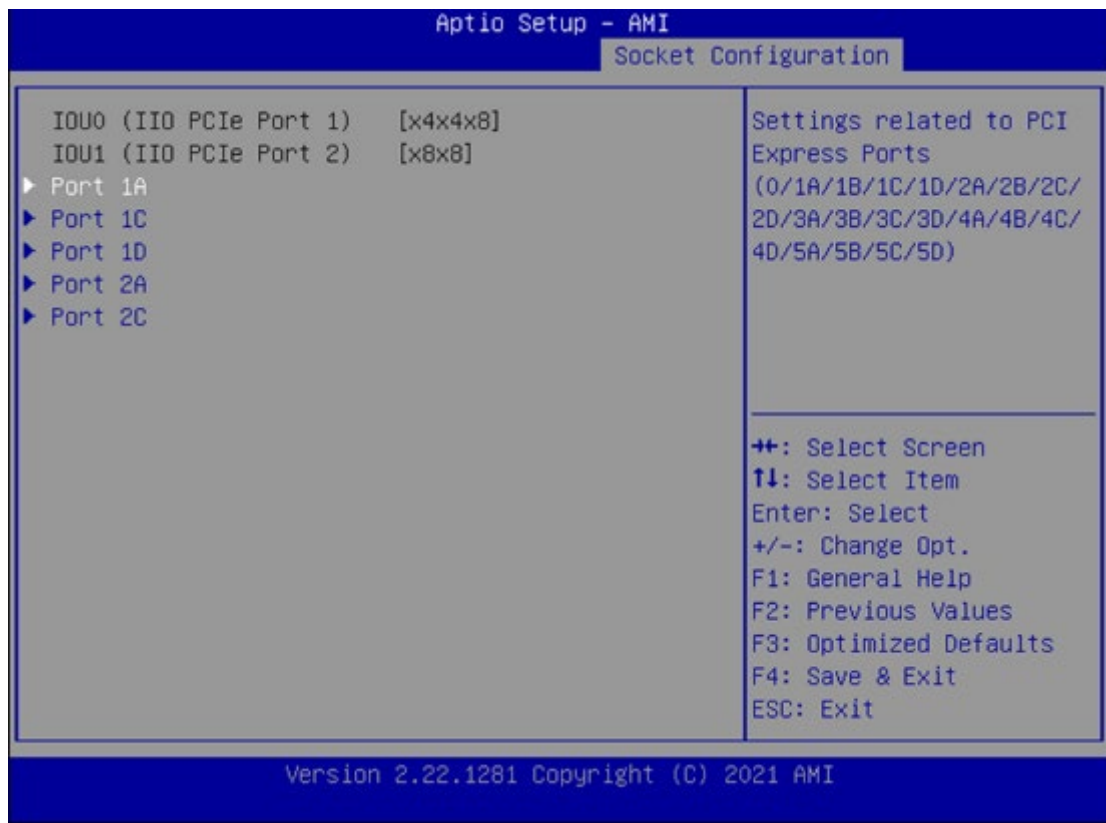 Aptio Setup – AMI
Socket Configuration
IOU0 (IIO PCIe Port 1) [x4x4x8]
IOU1 (IIO PCIe Port 2) [x8x8]
▶ Port 1A
▶ Port 1C
▶ Port 1D
▶ Port 2A
▶ Port 2C
Settings related to PCI
Express Ports
(0/1A/1B/1C/1D/2A/2B/2C/
2D/3A/3B/3C/3D/4A/4B/4C/
4D/5A/5B/5C/5D)
→←: Select Screen
↑↓: Select Item
Enter: Select
+/-: Change Opt.
F1: General Help
F2: Previous Values
F3: Optimized Defaults
F4: Save & Exit
ESC: Exit
Version 2.22.1281 Copyright (C) 2021 AMI